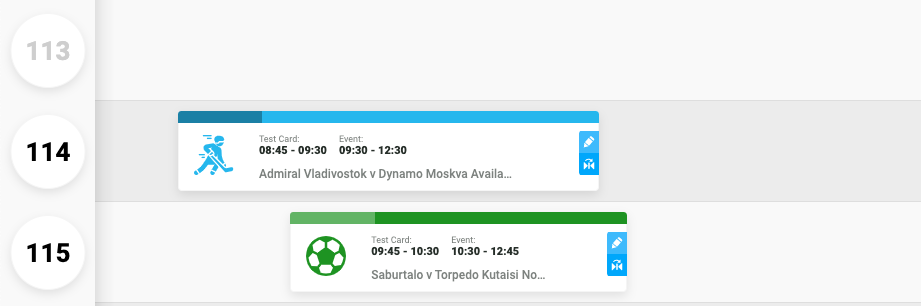 113
114
Test Card: Event:
08:45 - 09:30 09:30 - 12:30
Admiral Vladivostok v Dynamo Moskva Availa...
115
Test Card: Event:
09:45 - 10:30 10:30 - 12:45
Saburtalo v Torpedo Kutaisi No...